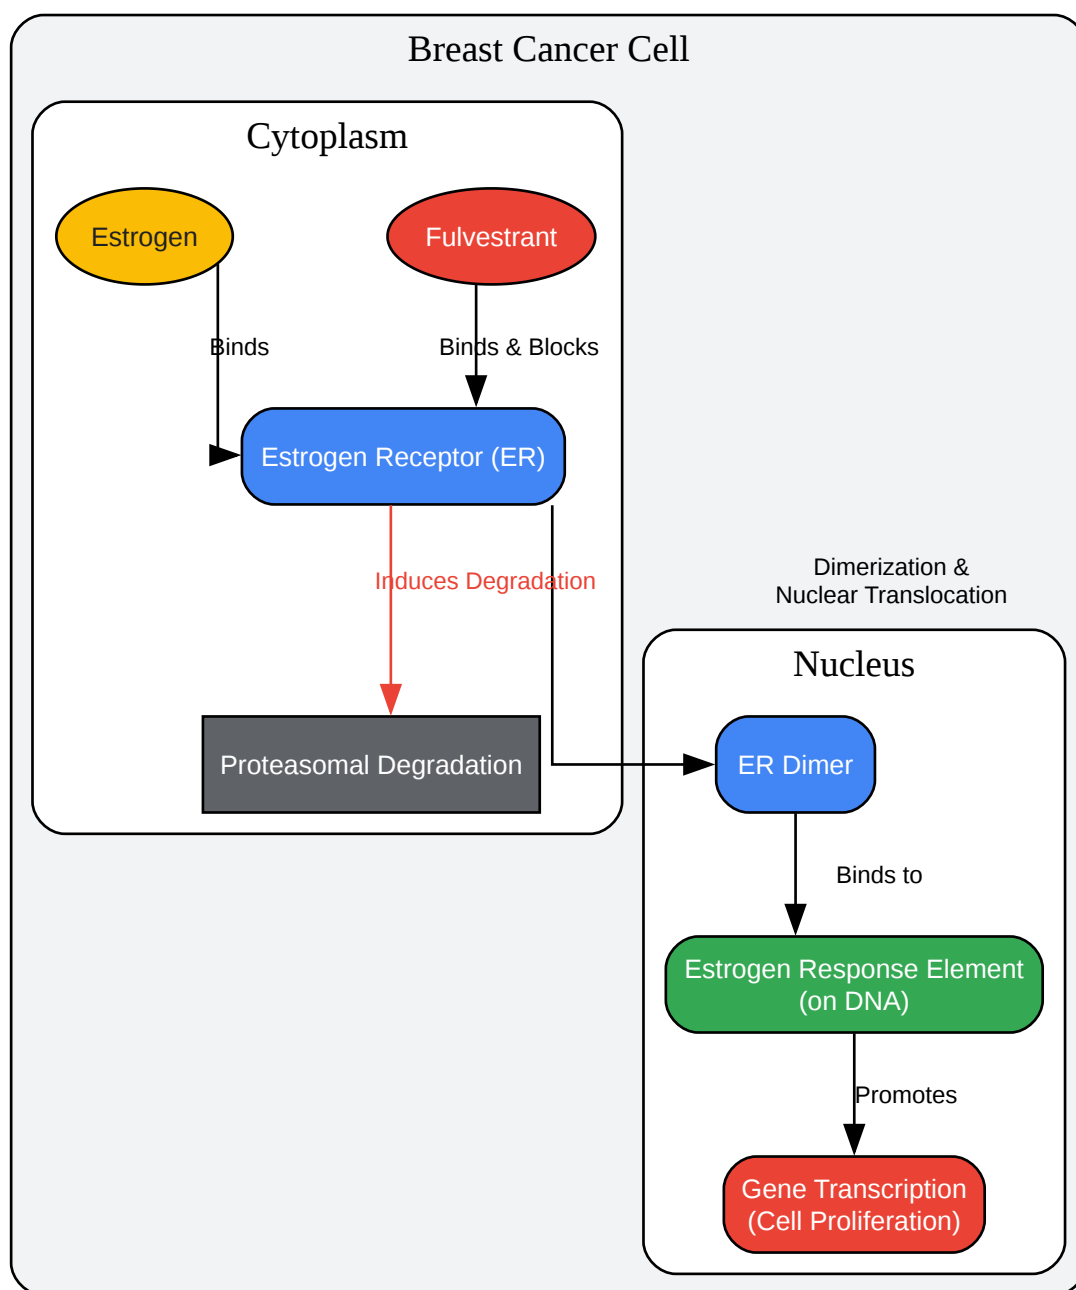 Breast Cancer Cell
Cytoplasm
Estrogen
Fulvestrant
Binds
Binds & Blocks
Estrogen Receptor (ER)
Induces Degradation
Dimerization &
Nuclear Translocation
Nucleus
Proteasomal Degradation
ER Dimer
Binds to
Estrogen Response Element
(on DNA)
Promotes
Gene Transcription
(Cell Proliferation)